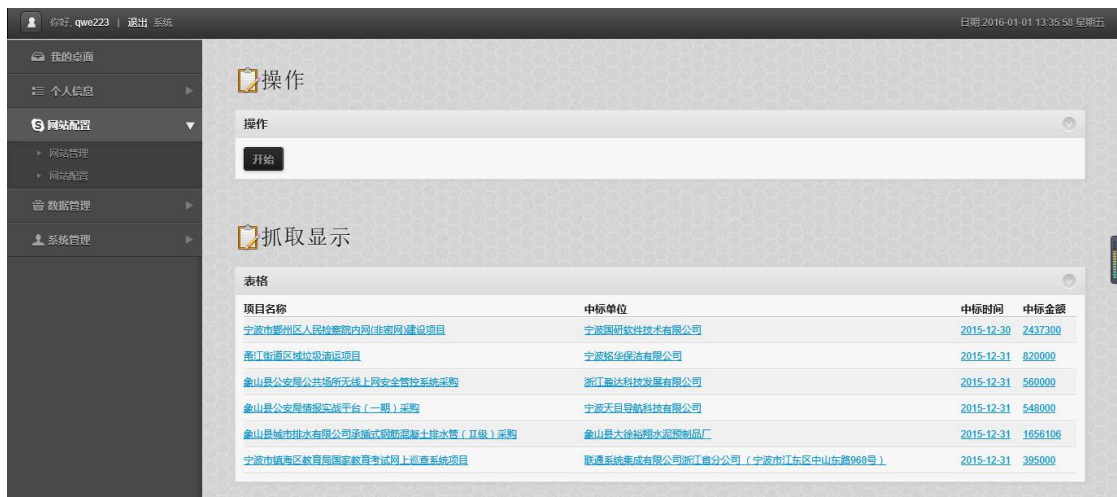 你好, qwe223 | 退出 系统
日期:2016-01-01 13:35:58 星期五
我的桌面
个人信息
网站配置
网站管理
网站配置
数据管理
系统管理
操作
操作
开始
抓取显示
表格
项目名称 中标单位 中标时间 中标金额
宁波市鄞州区人民检察院内网(非密网)建设项目 宁波国研软件技术有限公司 2015-12-30 2437300
甬江街道区域垃圾清运项目 宁波铭华保洁有限公司 2015-12-31 820000
象山县公安局公共场所无线上网安全管控系统采购 浙江盈达科技发展有限公司 2015-12-31 560000
象山县公安局情报实战平台（一期）采购 宁波天目导航科技有限公司 2015-12-31 548000
象山县城市排水有限公司承插式钢筋混凝土排水管（Ⅱ级）采购 象山县大徐裕翔水泥预制品厂 2015-12-31 1656106
宁波市镇海区教育局国家教育考试网上巡查系统项目 联通系统集成有限公司浙江省分公司（宁波市江东区中山东路968号） 2015-12-31 395000